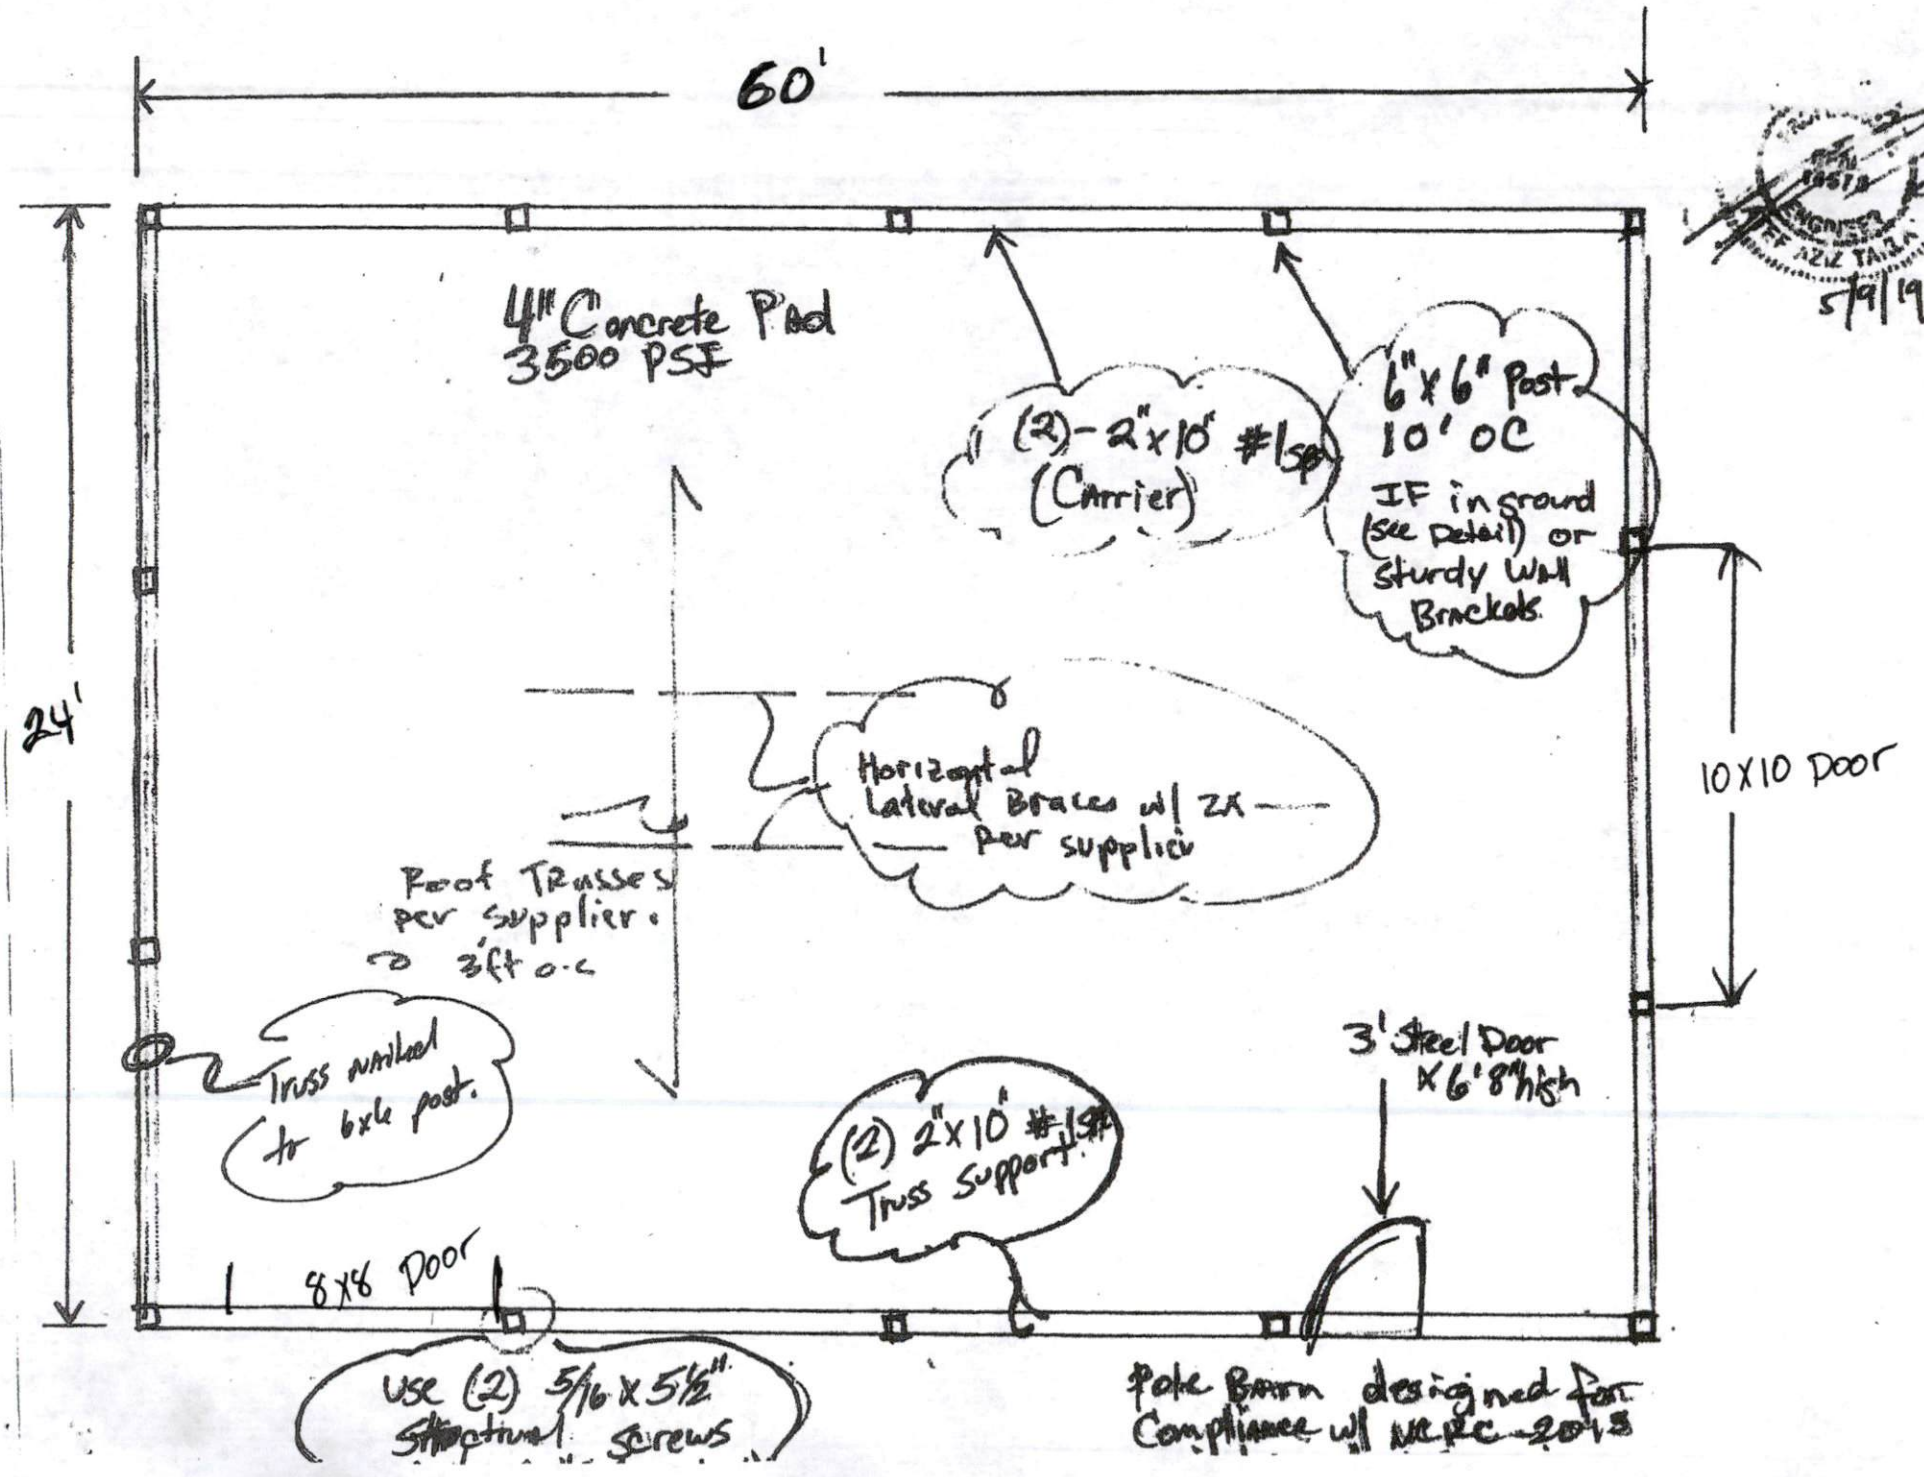 60'
4" Concrete Pad
3500 PSI
(2)-2"x10" #1SP
(Carrier)
6"x6" Post
10' OC
IF in ground
(see Detail) or
sturdy Wall
Brackets.
ENGINEER
AZIZ
5/9/19
24'
10x10 Door
Horizontal
Lateral Braces w/ 2x
per supplier
Roof Trusses
per supplier.
3ft o.c
Truss nailed
to 6x6 post.
3' Steel Door
x 6'8" high
(2) 2"x10" #1SP
Truss Support.
8x8 Door
use (2) 5/16 x 5½"
Structural screws
Pole Barn designed for
Compliance w/ NCRC-2018